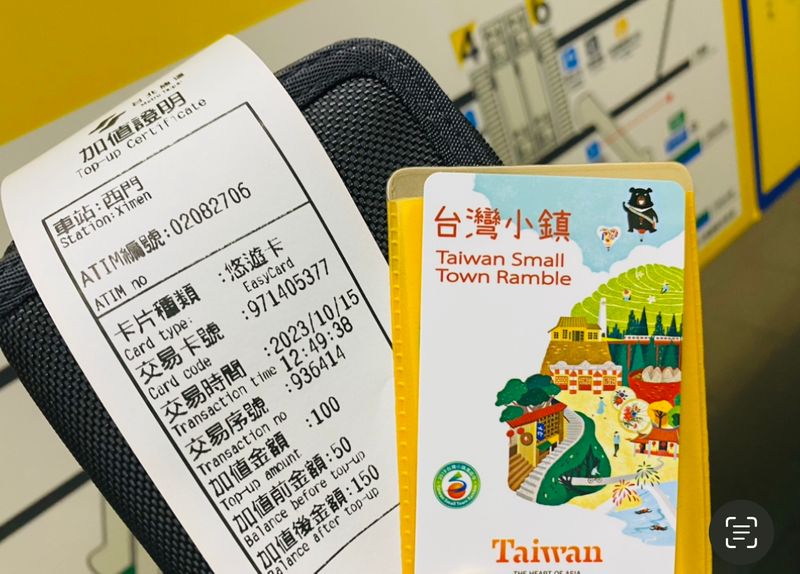 台北捷運
Metro Taipei
加值證明
Top-up Certificate
車站:西門
Station:Ximen
ATIM編號:02082706
ATIM no
卡片種類 :悠遊卡
Card type: EasyCard
交易卡號 :971405377
Card code
交易時間 :2023/10/15
Transaction time 12:49:38
交易序號 :936414
Transaction no
加值金額 :100
Top-up amount
加值前金額:50
Balance before top-up
加值後金額:150
Balance after top-up
4
6
台灣小鎮
Taiwan Small
Town Ramble
Taiwan
THE HEART OF ASIA